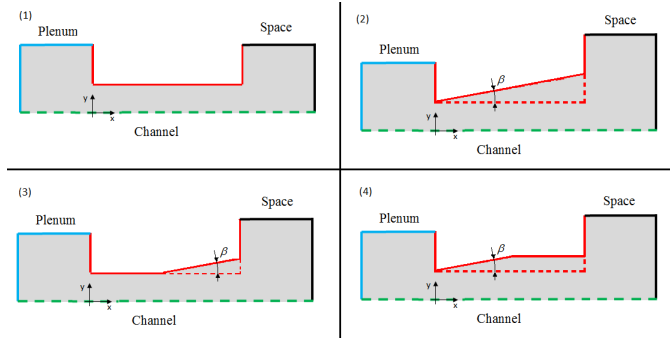 (1)
Plenum
Space
y
x
Channel
(2)
Plenum
Space
β
y
x
Channel
(3)
Plenum
Space
β
y
x
Channel
(4)
Plenum
Space
β
y
x
Channel